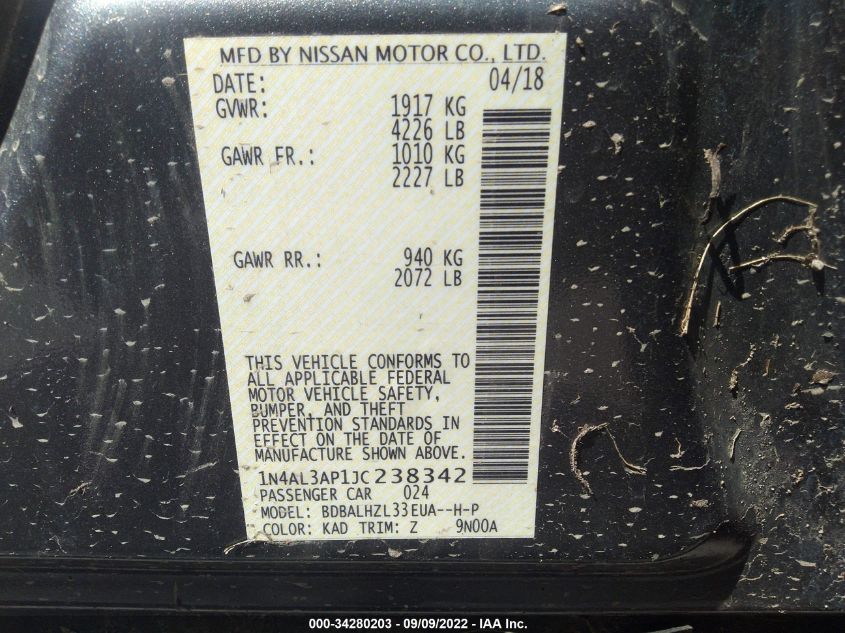 MFD BY NISSAN MOTOR CO., LTD.
DATE: 04/18
GVWR: 1917 KG
4226 LB
GAWR FR.: 1010 KG
2227 LB
GAWR RR.: 940 KG
2072 LB
THIS VEHICLE CONFORMS TO
ALL APPLICABLE FEDERAL
MOTOR VEHICLE SAFETY,
BUMPER, AND THEFT
PREVENTION STANDARDS IN
EFFECT ON THE DATE OF
MANUFACTURE SHOWN ABOVE.
1N4AL3AP1JC238342
PASSENGER CAR 024
MODEL: BDBALHZL33EUA--H-P
COLOR: KAD TRIM: Z 9N00A
000-34280203 - 09/09/2022 - IAA Inc.